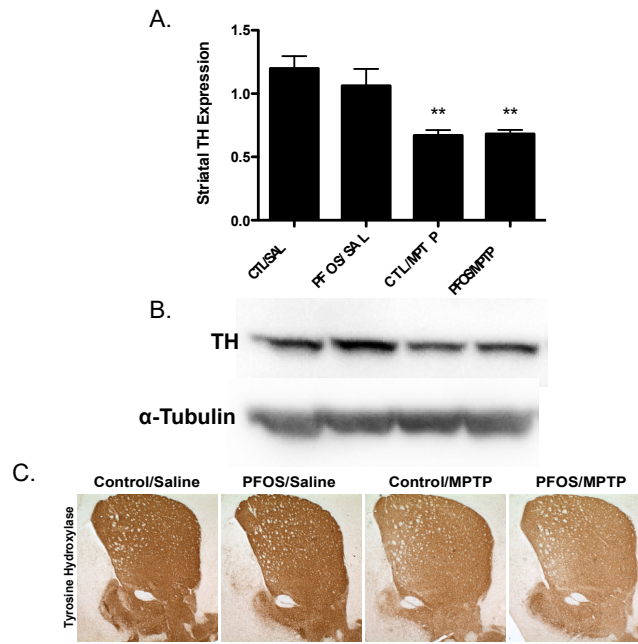 A.
Striatal TH Expression
1.5
1.0
0.5
0.0
**
**
CTL/SAL
PF OS/ SA L
C T L/MPT P
PFOS/MPTP
B.
TH
α-Tubulin
C.
Control/Saline PFOS/Saline Control/MPTP PFOS/MPTP
Tyrosine Hydroxylase